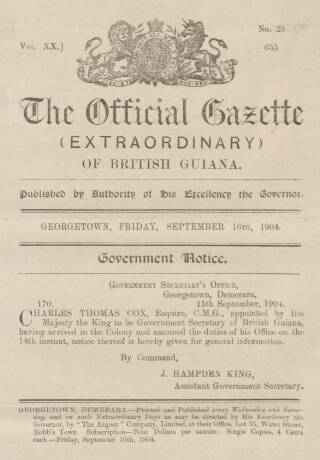 No. 25
VOL. XX.) 655
The Official Gazette
(EXTRAORDINARY)
OF BRITISH GUIANA.
Published by Authority of His Excellency the Governor.
GEORGETOWN, FRIDAY, SEPTEMBER 16TH, 1904.
Government Notice.
GOVERNMENT SECRETARY'S OFFICE,
Georgetown, Demerara,
170. 15th September, 1904.
CHARLES THOMAS COX, Esquire, C.M.G., appointed by His
Majesty the King to be Government Secretary of British Guiana,
having arrived in the Colony and assumed the duties of his Office on the
14th instant, notice thereof is hereby given for general information.
By Command,
J. HAMPDEN KING,
Assistant Government Secretary.
GEORGETOWN, DEMERARA.—Printed and Published every Wednesday and Satur-
day, and on such Extraordinary Days as may be directed by His Excellency the
Governor, by "The Argosy" Company, Limited, at their Office, Lot 35, Water Street,
Robb's Town. Subscription—Four Dollars per annum; Single Copies, 4 Cents
each.—Friday, September 16th, 1904.